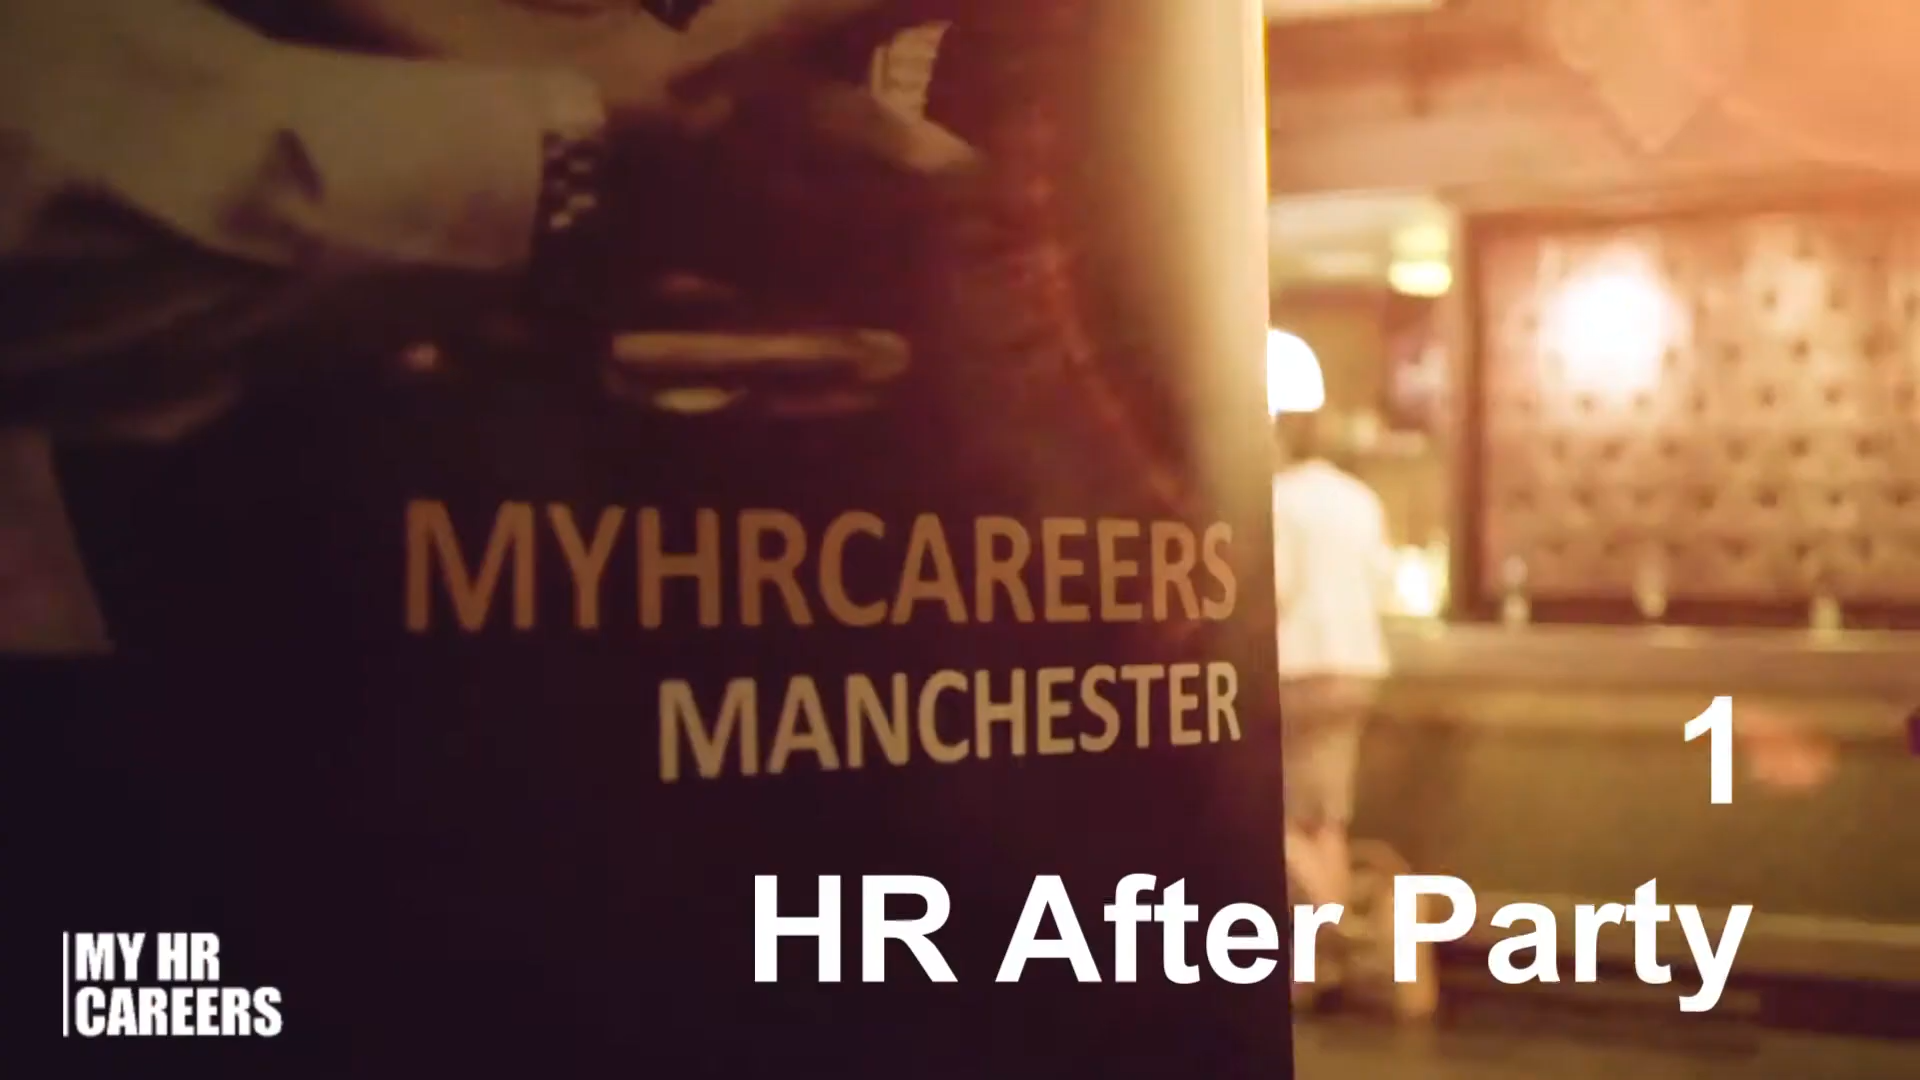 MYHRCAREERS
MANCHESTER
1
HR After Party
MY HR
CAREERS